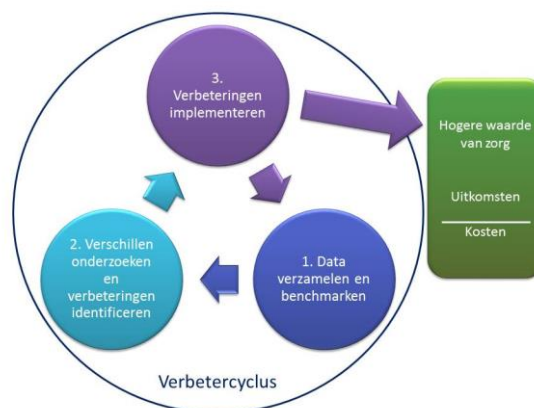 3.
Verbeteringen
implementeren
Hogere waarde
van zorg
Uitkomsten
Kosten
2. Verschillen
onderzoeken
en
verbeteringen
identificeren
1. Data
verzamelen en
benchmarken
Verbetercyclus